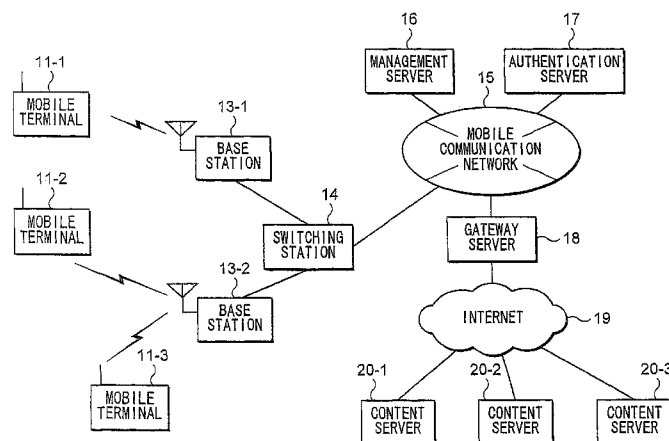 16
17
MANAGEMENT
SERVER
AUTHENTICATION
SERVER
11-1
MOBILE
TERMINAL
15
13-1
BASE
STATION
MOBILE
COMMUNICATION
NETWORK
11-2
MOBILE
TERMINAL
14
SWITCHING
STATION
GATEWAY
SERVER
18
13-2
BASE
STATION
INTERNET
19
11-3
MOBILE
TERMINAL
20-1
CONTENT
SERVER
20-2
CONTENT
SERVER
20-3
CONTENT
SERVER